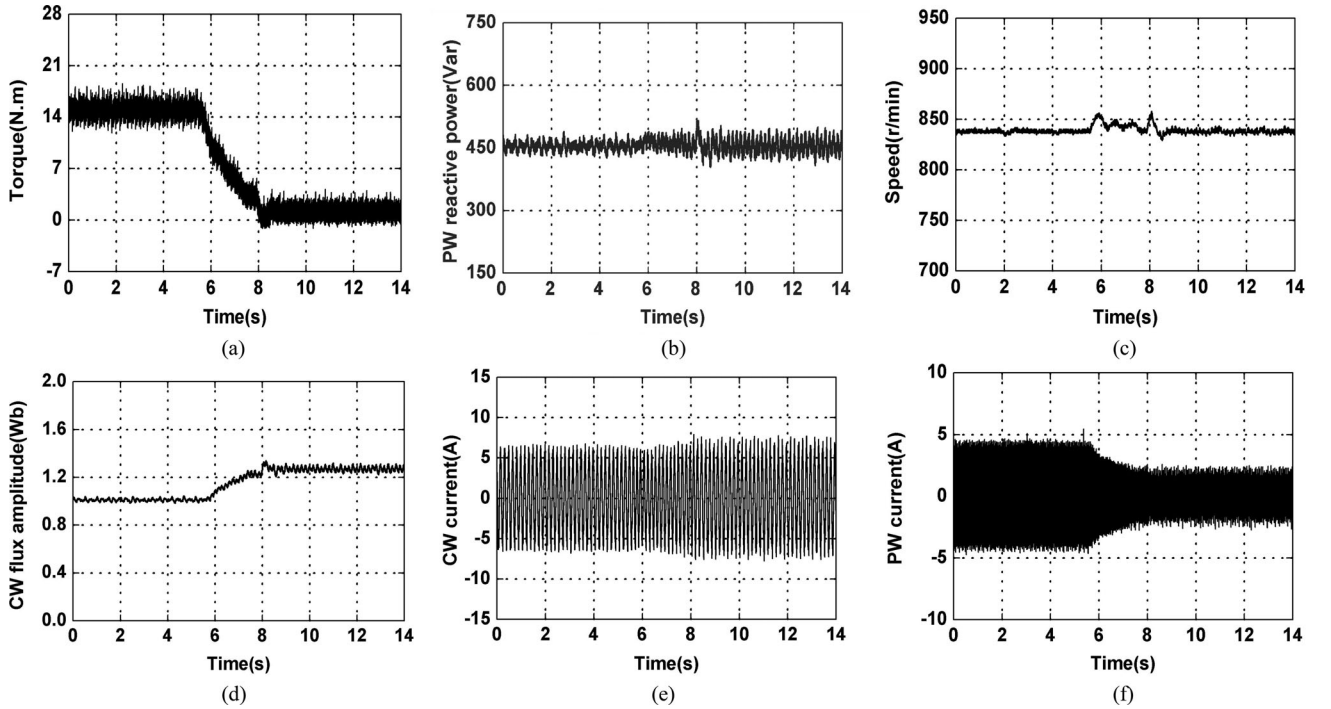 28
21
14
7
0
-7
Torque(N.m)
0 2 4 6 8 10 12 14
Time(s)
(a)
750
600
450
300
150
PW reactive power(Var)
0 2 4 6 8 10 12 14
Time(s)
(b)
950
900
850
800
750
700
Speed(r/min)
0 2 4 6 8 10 12 14
Time(s)
(c)
2.0
1.6
1.2
0.8
0.4
0.0
CW flux amplitude(Wb)
0 2 4 6 8 10 12 14
Time(s)
(d)
15
10
5
0
-5
-10
-15
CW current(A)
0 2 4 6 8 10 12 14
Time(s)
(e)
10
5
0
-5
-10
PW current(A)
0 2 4 6 8 10 12 14
Time(s)
(f)